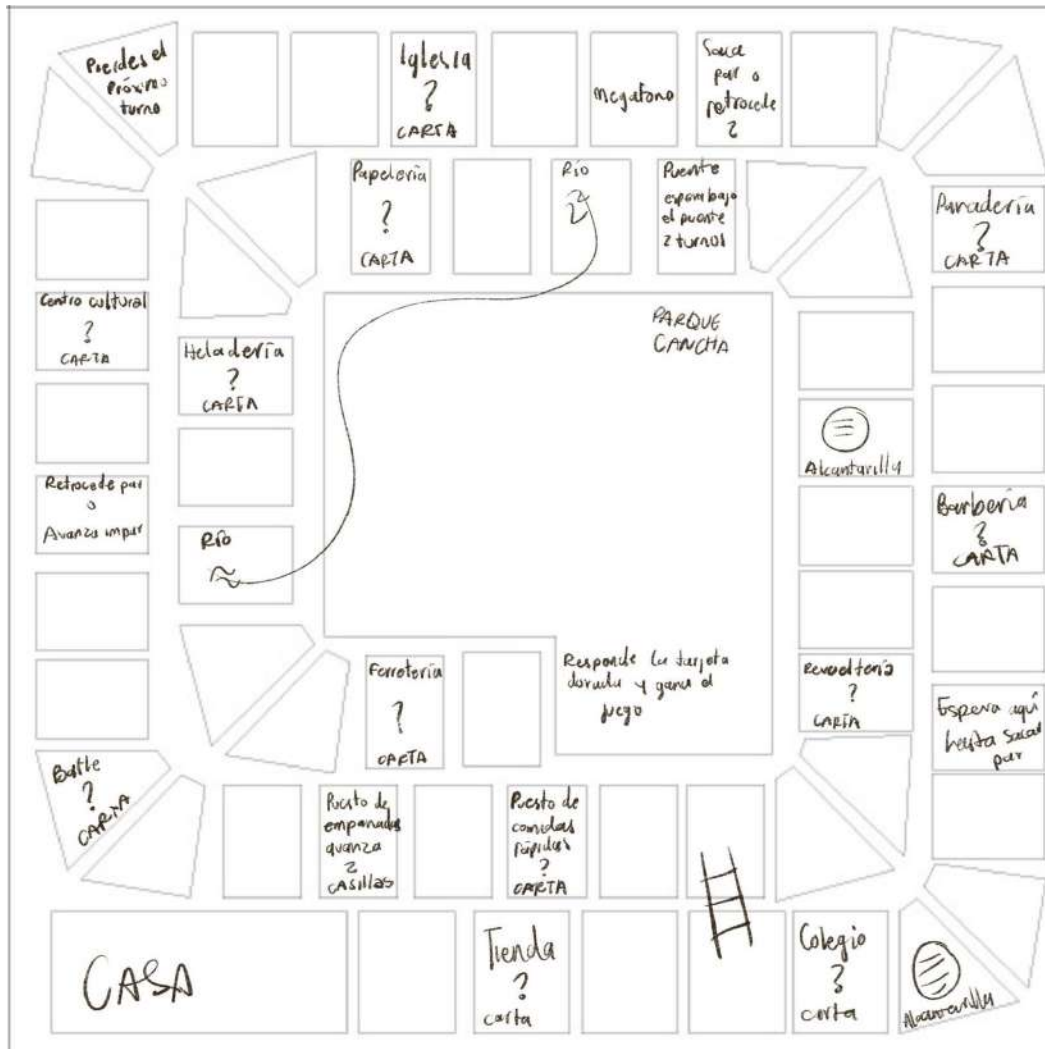 Pierdes el
Próximo
turno
Iglesia
?
CARTA
Megafono
Saca
par o
retrocede
2
Papelería
?
CARTA
Río
Puente
espera bajo
el puente
2 turnos
Panadería
?
CARTA
Centro cultural
?
CARTA
Heladería
?
CARTA
PARQUE
CANCHA
Alcantarilla
Retrocede par
o
Avanza impar
Río
Barbería
?
CARTA
Ferretería
?
CARTA
Responde la tarjeta
dorada y gana el
juego
Revueltería
?
CARTA
Espera aquí
hasta sacar
par
?
CARTA
Puesto de
empanadas
avanza
2
CASillas
Puesto de
comidas
rápidas
?
CARTA
CASA
Tienda
?
carta
Colegio
?
carta
Alcantarilla